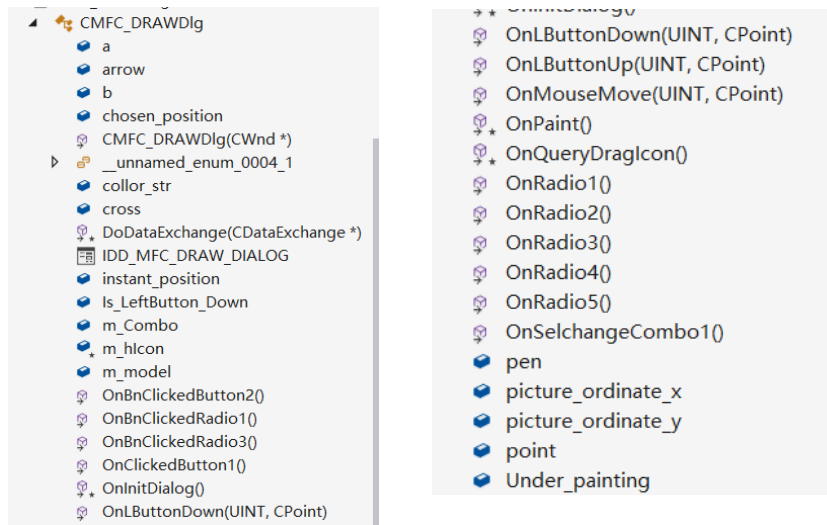 CMFC_DRAWDlg
a
arrow
b
chosen_position
CMFC_DRAWDlg(CWnd *)
__unnamed_enum_0004_1
collor_str
cross
DoDataExchange(CDataExchange *)
IDD_MFC_DRAW_DIALOG
instant_position
Is_LeftButton_Down
m_Combo
m_hIcon
m_model
OnBnClickedButton2()
OnBnClickedRadio1()
OnBnClickedRadio3()
OnClickedButton1()
OnInitDialog()
OnLButtonDown(UINT, CPoint)
OnInitDialog()
OnLButtonDown(UINT, CPoint)
OnLButtonUp(UINT, CPoint)
OnMouseMove(UINT, CPoint)
OnPaint()
OnQueryDragIcon()
OnRadio1()
OnRadio2()
OnRadio3()
OnRadio4()
OnRadio5()
OnSelchangeCombo1()
pen
picture_ordinate_x
picture_ordinate_y
point
Under_painting